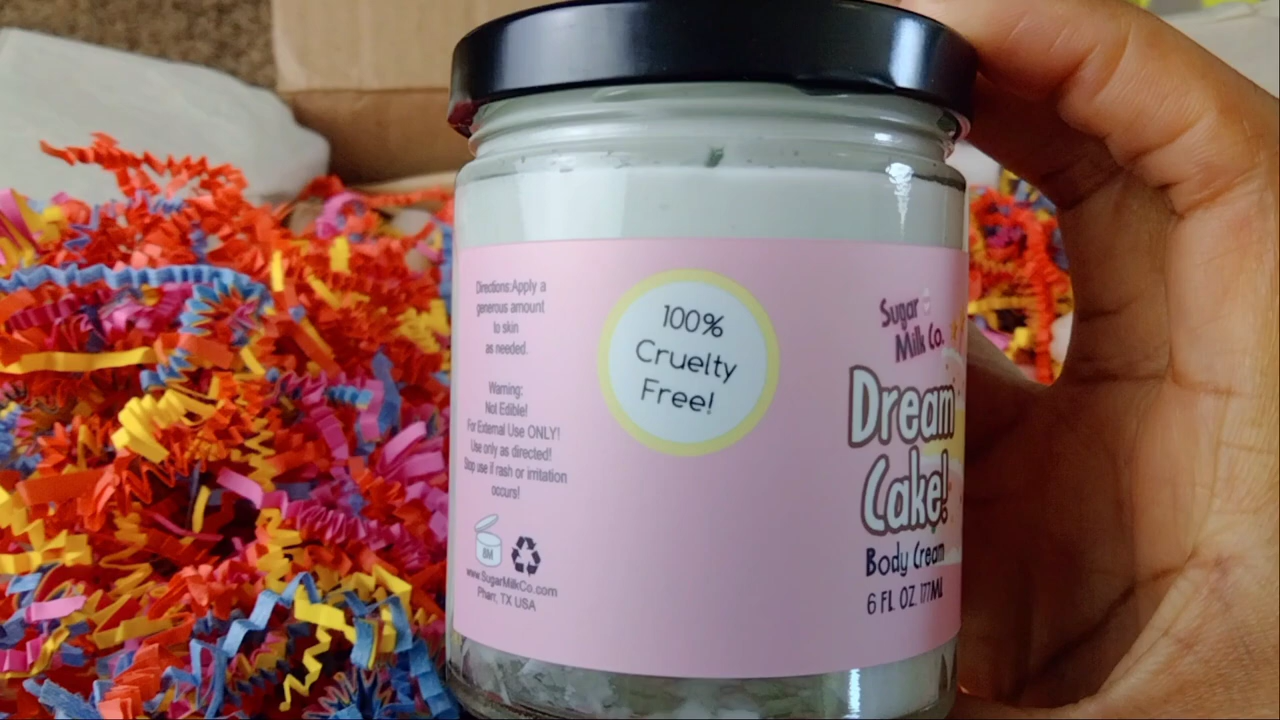 Directions:Apply a
generous amount
to skin
as needed.
Warning:
Not Edible!
For External Use ONLY!
Use only as directed!
Stop use if rash or irritation
occurs!
8M
www.SugarMilkCo.com
Pharr, TX USA
100%
Cruelty
Free!
Sugar
Milk Co.
Dream
Cake!
Body Cream
6 FL OZ 177ML